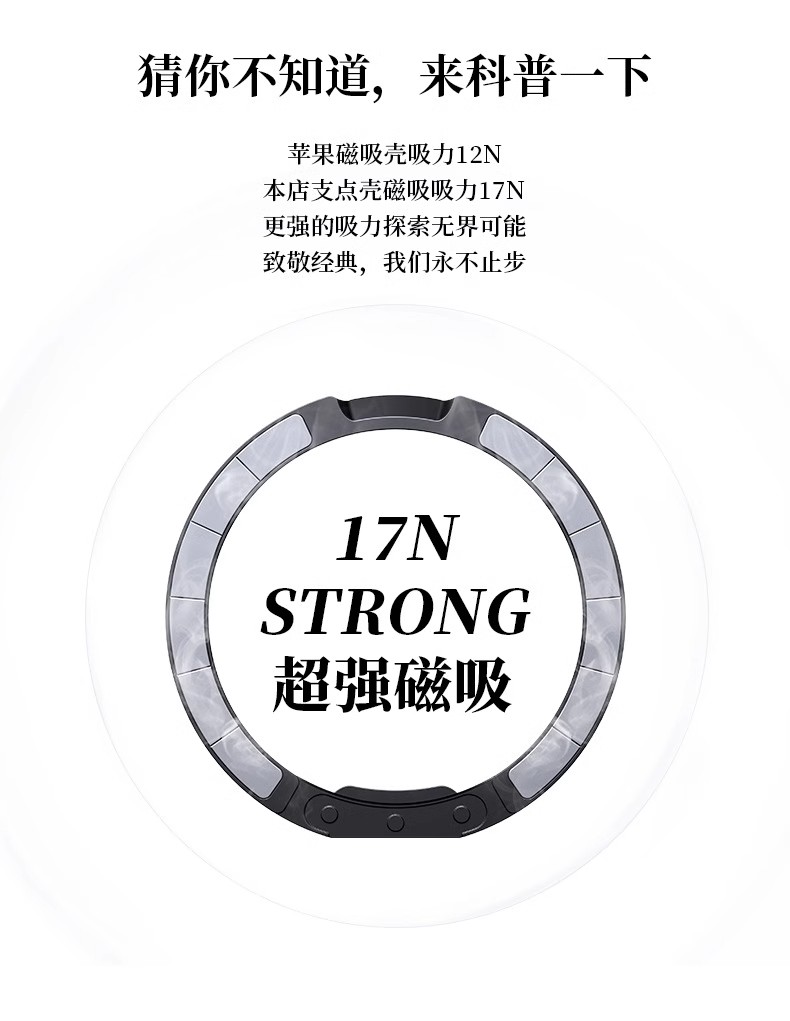 猜你不知道，来科普一下
苹果磁吸壳吸力12N
本店支点壳磁吸吸力17N
更强的吸力探索无界可能
致敬经典，我们永不止步
17N
STRONG
超强磁吸